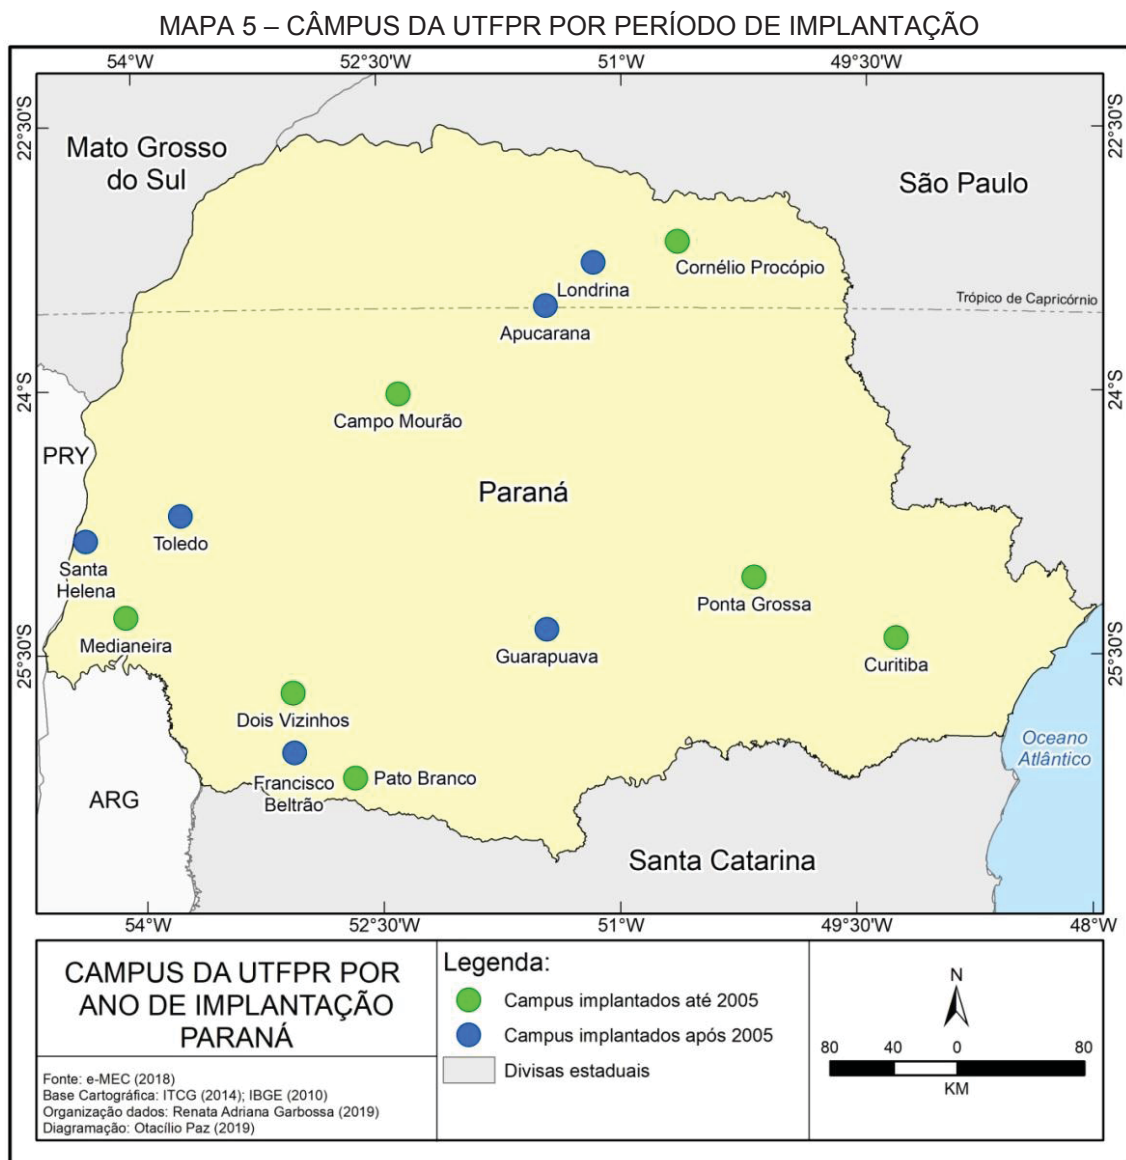 MAPA 5 – CÂMPUS DA UTFPR POR PERÍODO DE IMPLANTAÇÃO
54°W
52°30'W
51°W
49°30'W
22°30'S
22°30'S
Mato Grosso
do Sul
São Paulo
Cornélio Procópio
Londrina
Trópico de Capricórnio
Apucarana
24°S
24°S
Campo Mourão
PRY
Paraná
Toledo
Santa
Helena
Ponta Grossa
Medianeira
Guarapuava
Curitiba
25°30'S
25°30'S
Dois Vizinhos
Oceano
Atlântico
Francisco
Beltrão
Pato Branco
ARG
Santa Catarina
54°W
52°30'W
51°W
49°30'W
48°W
CAMPUS DA UTFPR POR
ANO DE IMPLANTAÇÃO
PARANÁ
Fonte: e-MEC (2018)
Base Cartográfica: ITCG (2014); IBGE (2010)
Organização dados: Renata Adriana Garbossa (2019)
Diagramação: Otacílio Paz (2019)
Legenda:
Campus implantados até 2005
Campus implantados após 2005
Divisas estaduais
N
80 40 0 80
KM